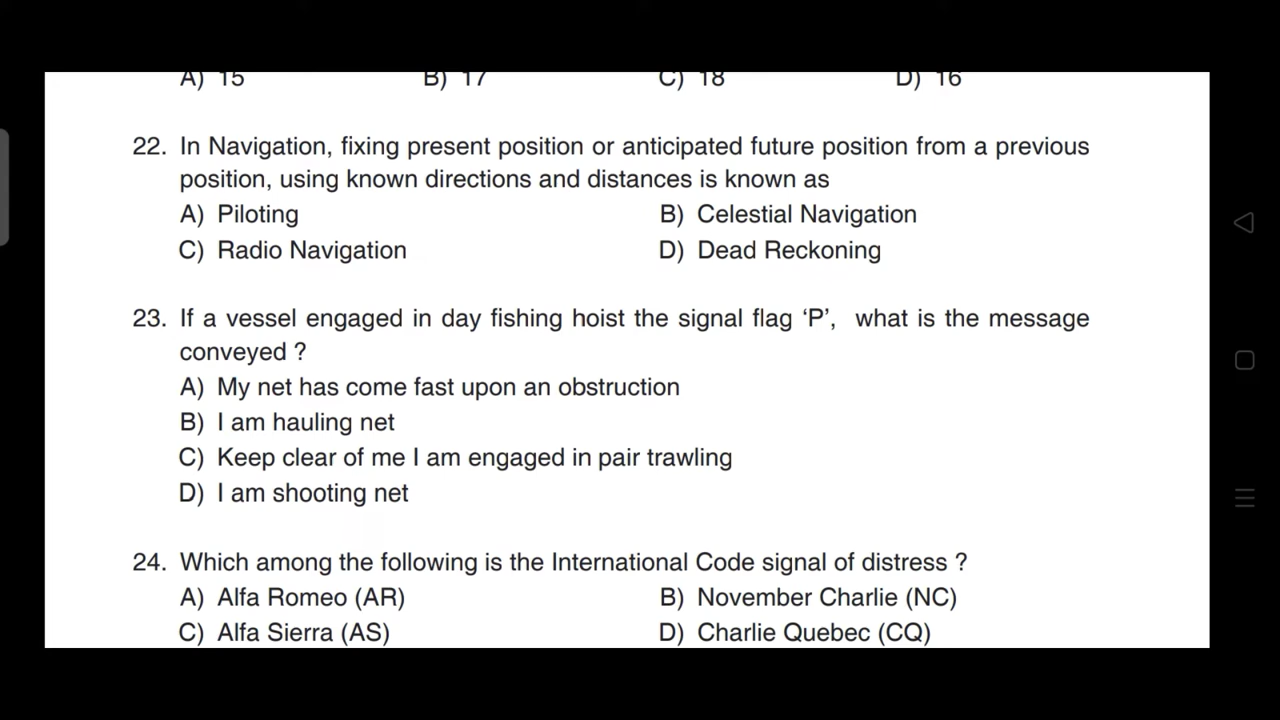 A) 15 B) 17 C) 18 D) 16
22. In Navigation, fixing present position or anticipated future position from a previous
position, using known directions and distances is known as
A) Piloting B) Celestial Navigation
C) Radio Navigation D) Dead Reckoning
23. If a vessel engaged in day fishing hoist the signal flag ‘P’, what is the message
conveyed ?
A) My net has come fast upon an obstruction
B) I am hauling net
C) Keep clear of me I am engaged in pair trawling
D) I am shooting net
24. Which among the following is the International Code signal of distress ?
A) Alfa Romeo (AR) B) November Charlie (NC)
C) Alfa Sierra (AS) D) Charlie Quebec (CQ)